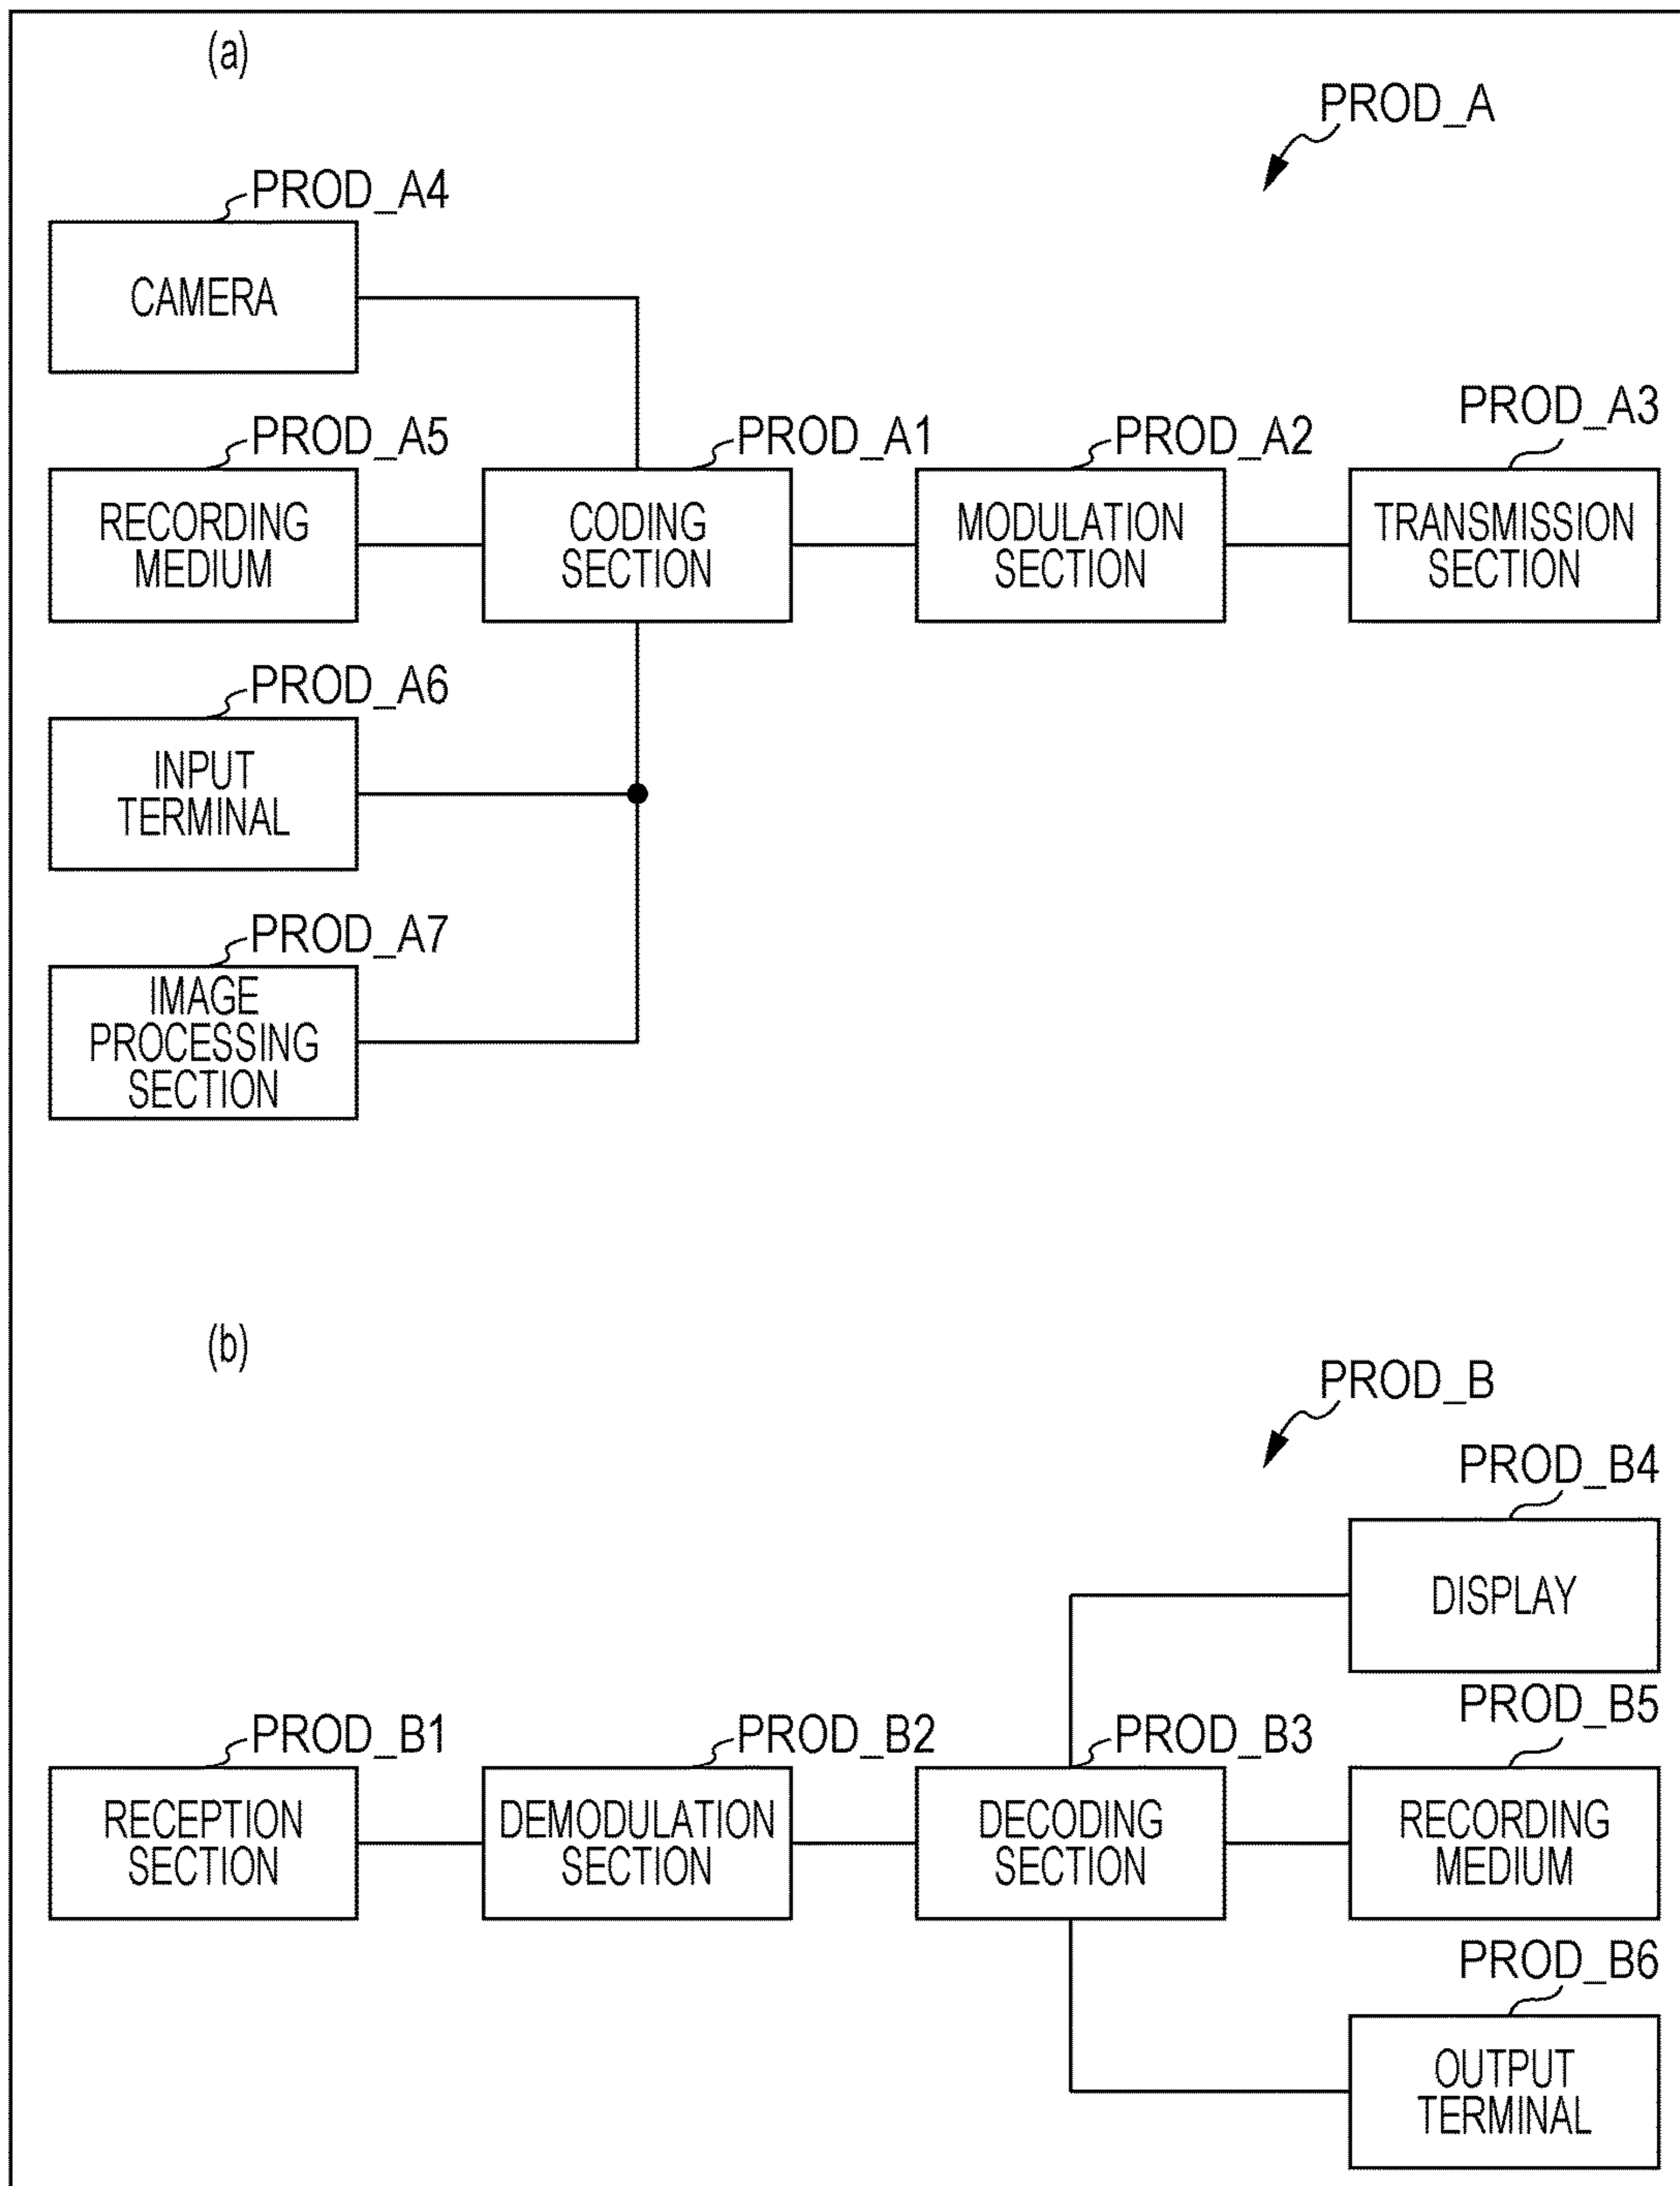 (a)
PROD_A
PROD_A4
CAMERA
PROD_A5
RECORDING
MEDIUM
PROD_A1
CODING
SECTION
PROD_A2
MODULATION
SECTION
PROD_A3
TRANSMISSION
SECTION
PROD_A6
INPUT
TERMINAL
PROD_A7
IMAGE
PROCESSING
SECTION
(b)
PROD_B
PROD_B4
DISPLAY
PROD_B1
RECEPTION
SECTION
PROD_B2
DEMODULATION
SECTION
PROD_B3
DECODING
SECTION
PROD_B5
RECORDING
MEDIUM
PROD_B6
OUTPUT
TERMINAL